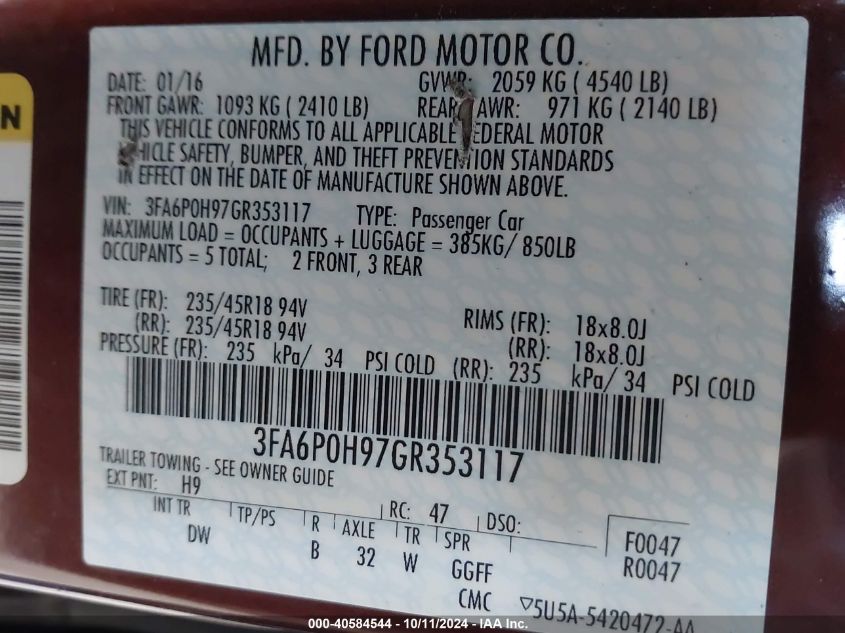 N
MFD. BY FORD MOTOR CO.
DATE: 01/16 GVWR: 2059 KG ( 4540 LB)
FRONT GAWR: 1093 KG ( 2410 LB) REAR AWR: 971 KG ( 2140 LB)
THIS VEHICLE CONFORMS TO ALL APPLICABLE EDERAL MOTOR
VEHICLE SAFETY, BUMPER, AND THEFT PREVENTION STANDARDS
IN EFFECT ON THE DATE OF MANUFACTURE SHOWN ABOVE.
VIN: 3FA6P0H97GR353117 TYPE: Passenger Car
MAXIMUM LOAD = OCCUPANTS + LUGGAGE = 385KG/ 850LB
OCCUPANTS = 5 TOTAL; 2 FRONT, 3 REAR
TIRE (FR): 235/45R18 94V RIMS (FR): 18x8.0J
(RR): 235/45R18 94V (RR): 18x8.0J
PRESSURE (FR): 235 kPa/ 34 PSI COLD (RR): 235 kPa/ 34 PSI COLD
3FA6P0H97GR353117
TRAILER TOWING - SEE OWNER GUIDE
EXT PNT: H9 RC: 47 DSO:
INT TR TP/PS R AXLE TR SPR F0047
DW B 32 W GGFF R0047
CMC ▽5U5A-5420472-AA
000-40584544 / 10/11/2024 - IAA Inc.